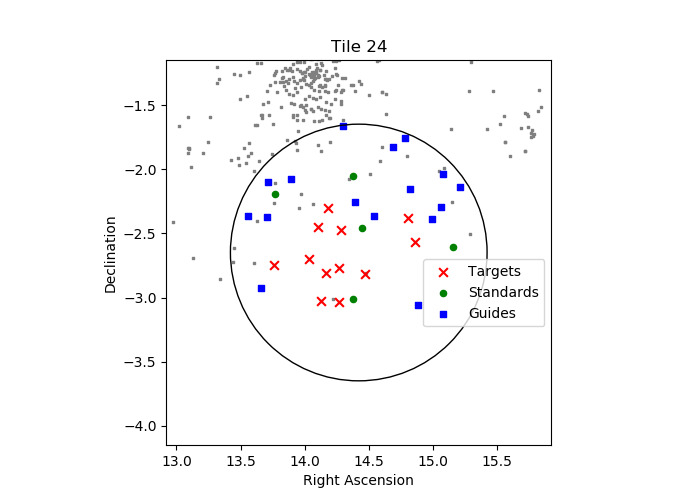 Tile 24
−1.5
−2.0
−2.5
−3.0
−3.5
−4.0
Declination
Targets
Standards
Guides
13.0 13.5 14.0 14.5 15.0 15.5
Right Ascension